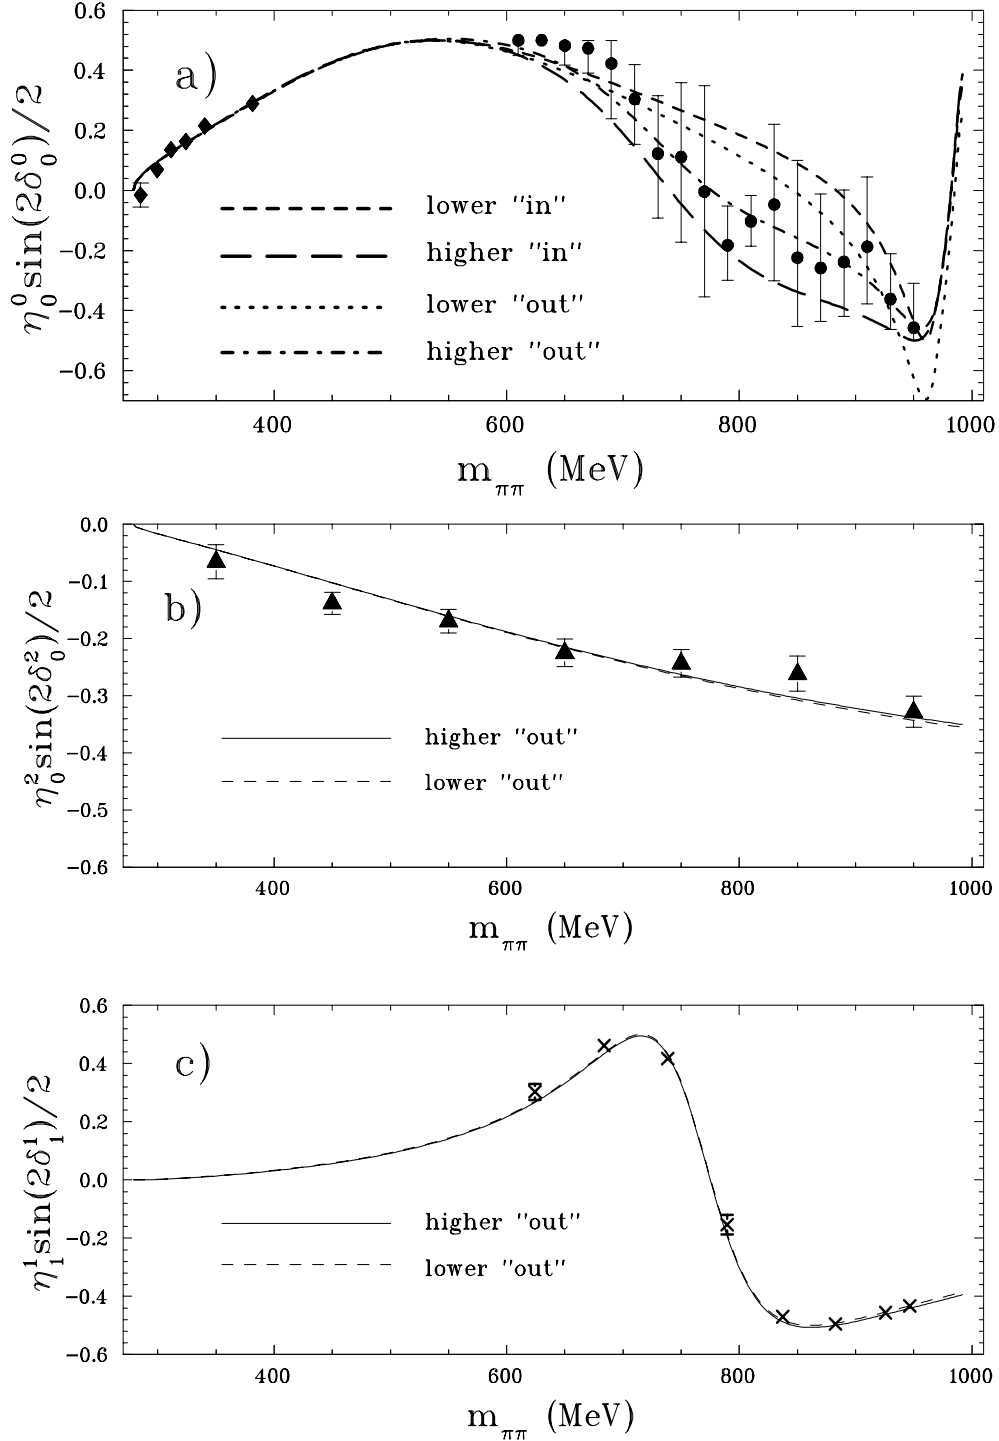 0.6
0.4
0.2
0.0
−0.2
−0.4
−0.6
η⁰₀sin(2δ⁰₀)/2
a)
lower "in"
higher "in"
lower "out"
higher "out"
400 600 800 1000
m_ππ (MeV)
0.0
−0.1
−0.2
−0.3
−0.4
−0.5
−0.6
η²₀sin(2δ²₀)/2
b)
higher "out"
lower "out"
400 600 800 1000
m_ππ (MeV)
0.6
0.4
0.2
0.0
−0.2
−0.4
−0.6
η¹₁sin(2δ¹₁)/2
c)
higher "out"
lower "out"
400 600 800 1000
m_ππ (MeV)